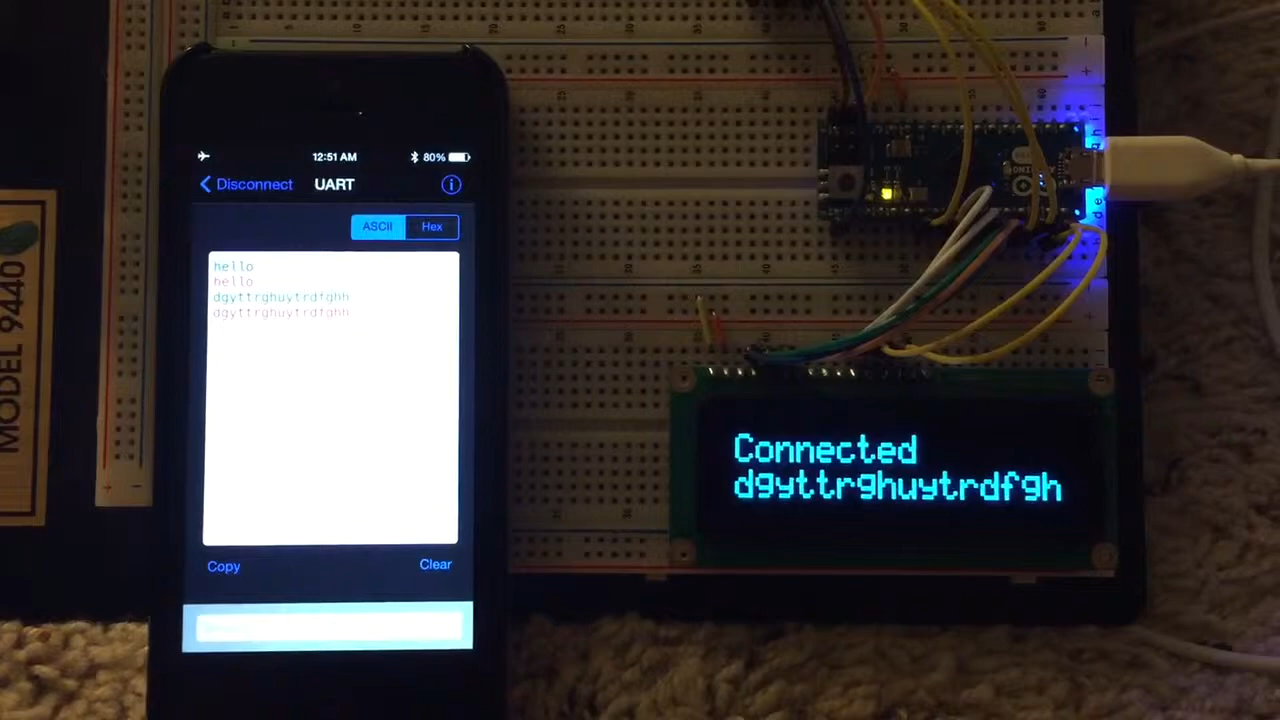 12:51 AM
80%
Disconnect
UART
ASCII
Hex
hello
hello
dgyttrghuytrdfghh
dgyttrghuytrdfghh
Copy
Clear
MODEL 9440
Connected
dgyttrghuytrdfgh